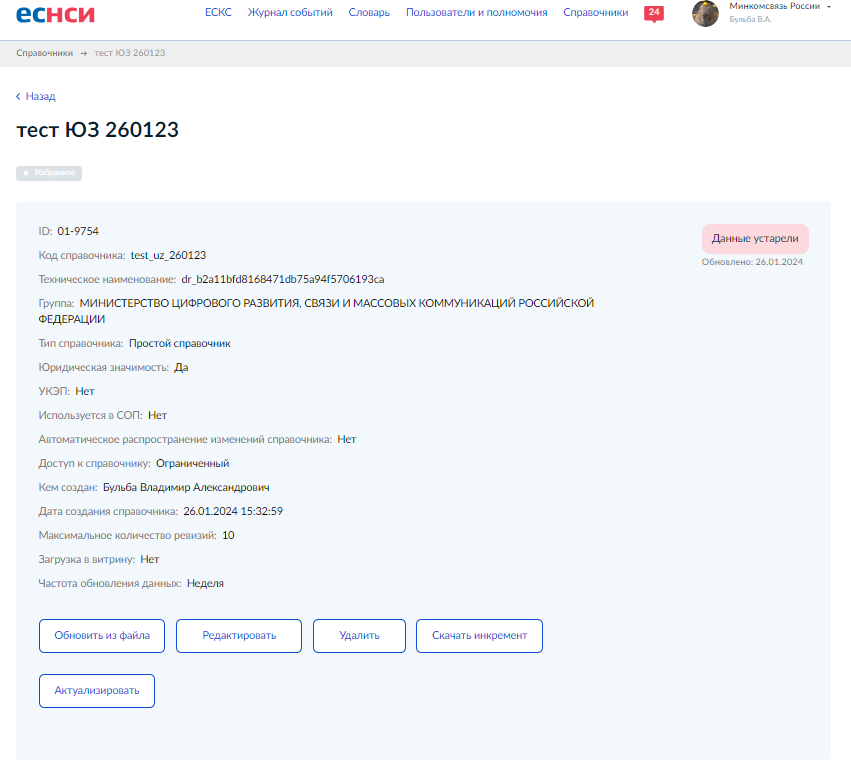 еснси
ЕСКС Журнал событий Словарь Пользователи и полномочия Справочники 24 Минкомсвязь России
Бульба В.А.
Справочники → тест ЮЗ 260123
Назад
тест ЮЗ 260123
Избранное
ID: 01-9754
Данные устарели
Обновлено: 26.01.2024
Код справочника: test_uz_260123
Техническое наименование: dr_b2a11bfd8168471db75a94f5706193ca
Группа: МИНИСТЕРСТВО ЦИФРОВОГО РАЗВИТИЯ, СВЯЗИ И МАССОВЫХ КОММУНИКАЦИЙ РОССИЙСКОЙ
ФЕДЕРАЦИИ
Тип справочника: Простой справочник
Юридическая значимость: Да
УКЭП: Нет
Используется в СОП: Нет
Автоматическое распространение изменений справочника: Нет
Доступ к справочнику: Ограниченный
Кем создан: Бульба Владимир Александрович
Дата создания справочника: 26.01.2024 15:32:59
Максимальное количество ревизий: 10
Загрузка в витрину: Нет
Частота обновления данных: Неделя
Обновить из файла Редактировать Удалить Скачать инкремент
Актуализировать